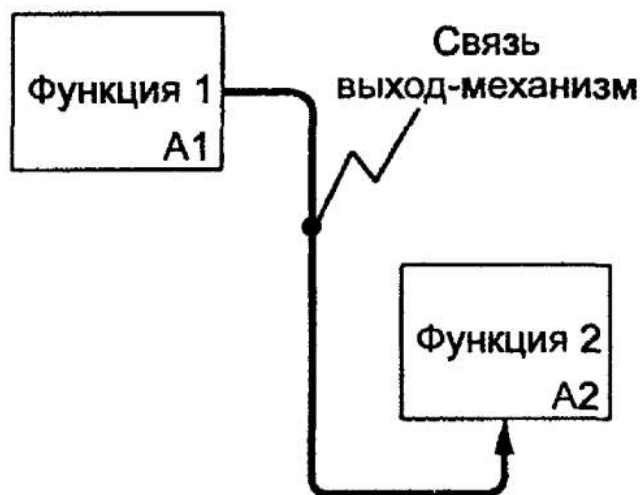 Связь
выход-механизм
Функция 1
A1
Функция 2
A2